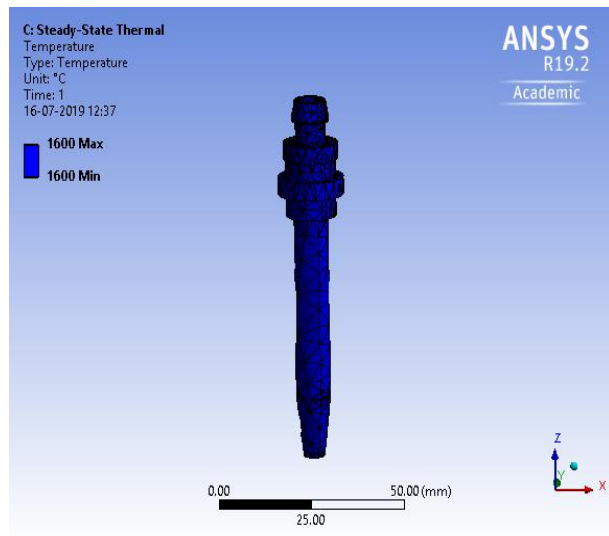 C: Steady-State Thermal
Temperature
Type: Temperature
Unit: °C
Time: 1
16-07-2019 12:37
1600 Max
1600 Min
ANSYS
R19.2
Academic
0.00 50.00 (mm)
25.00
Z
Y
X